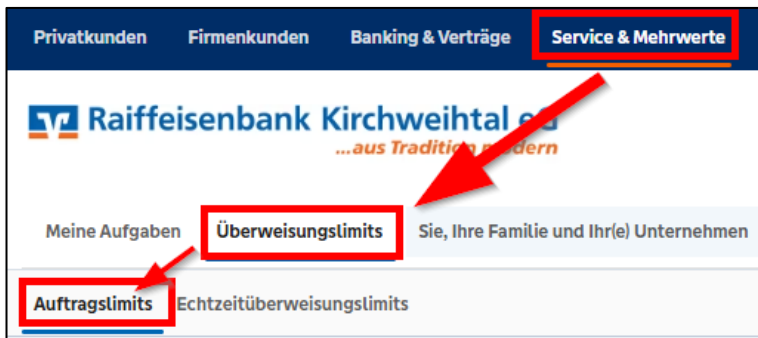 Privatkunden Firmenkunden Banking & Verträge Service & Mehrwerte
Raiffeisenbank Kirchweihtal eG
...aus Tradition modern
Meine Aufgaben Überweisungslimits Sie, Ihre Familie und Ihr(e) Unternehmen
Auftragslimits Echtzeitüberweisungslimits